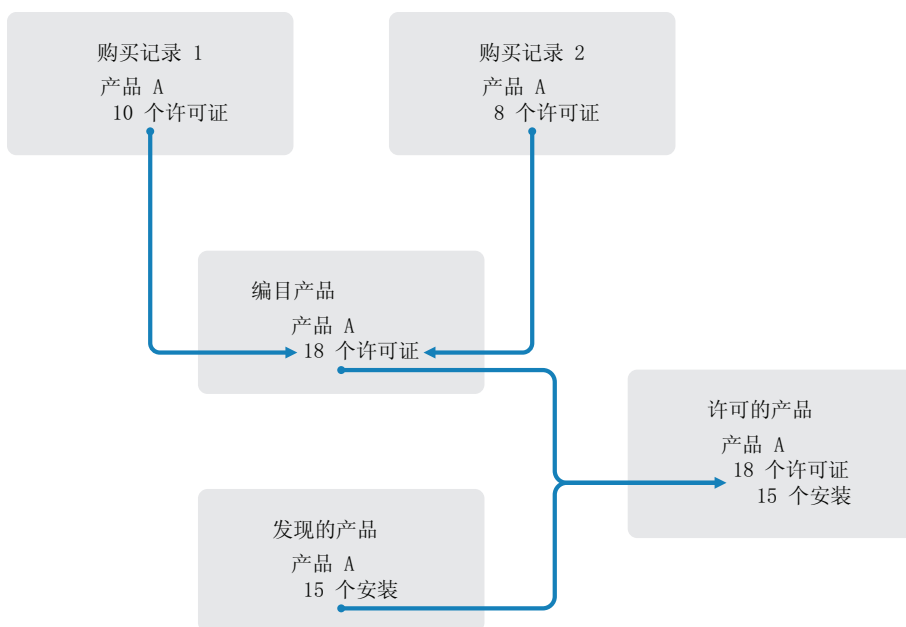 购买记录 1
产品 A
10 个许可证
购买记录 2
产品 A
8 个许可证
编目产品
产品 A
18 个许可证
许可的产品
产品 A
18 个许可证
15 个安装
发现的产品
产品 A
15 个安装